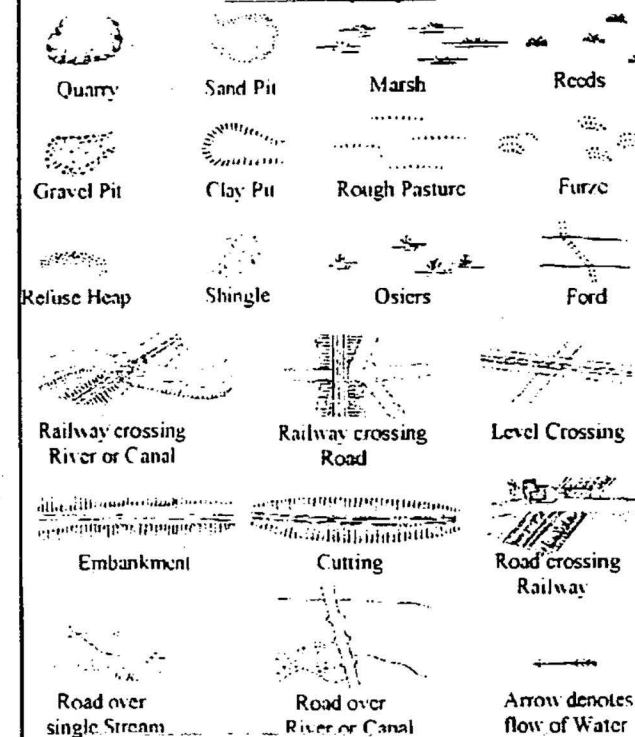 Quarry
Sand Pit
Marsh
Reeds
Gravel Pit
Clay Pit
Rough Pasture
Furze
Refuse Heap
Shingle
Osiers
Ford
Railway crossing
River or Canal
Railway crossing
Road
Level Crossing
Embankment
Cutting
Road crossing
Railway
Road over
single Stream
Road over
River or Canal
Arrow denotes
flow of Water